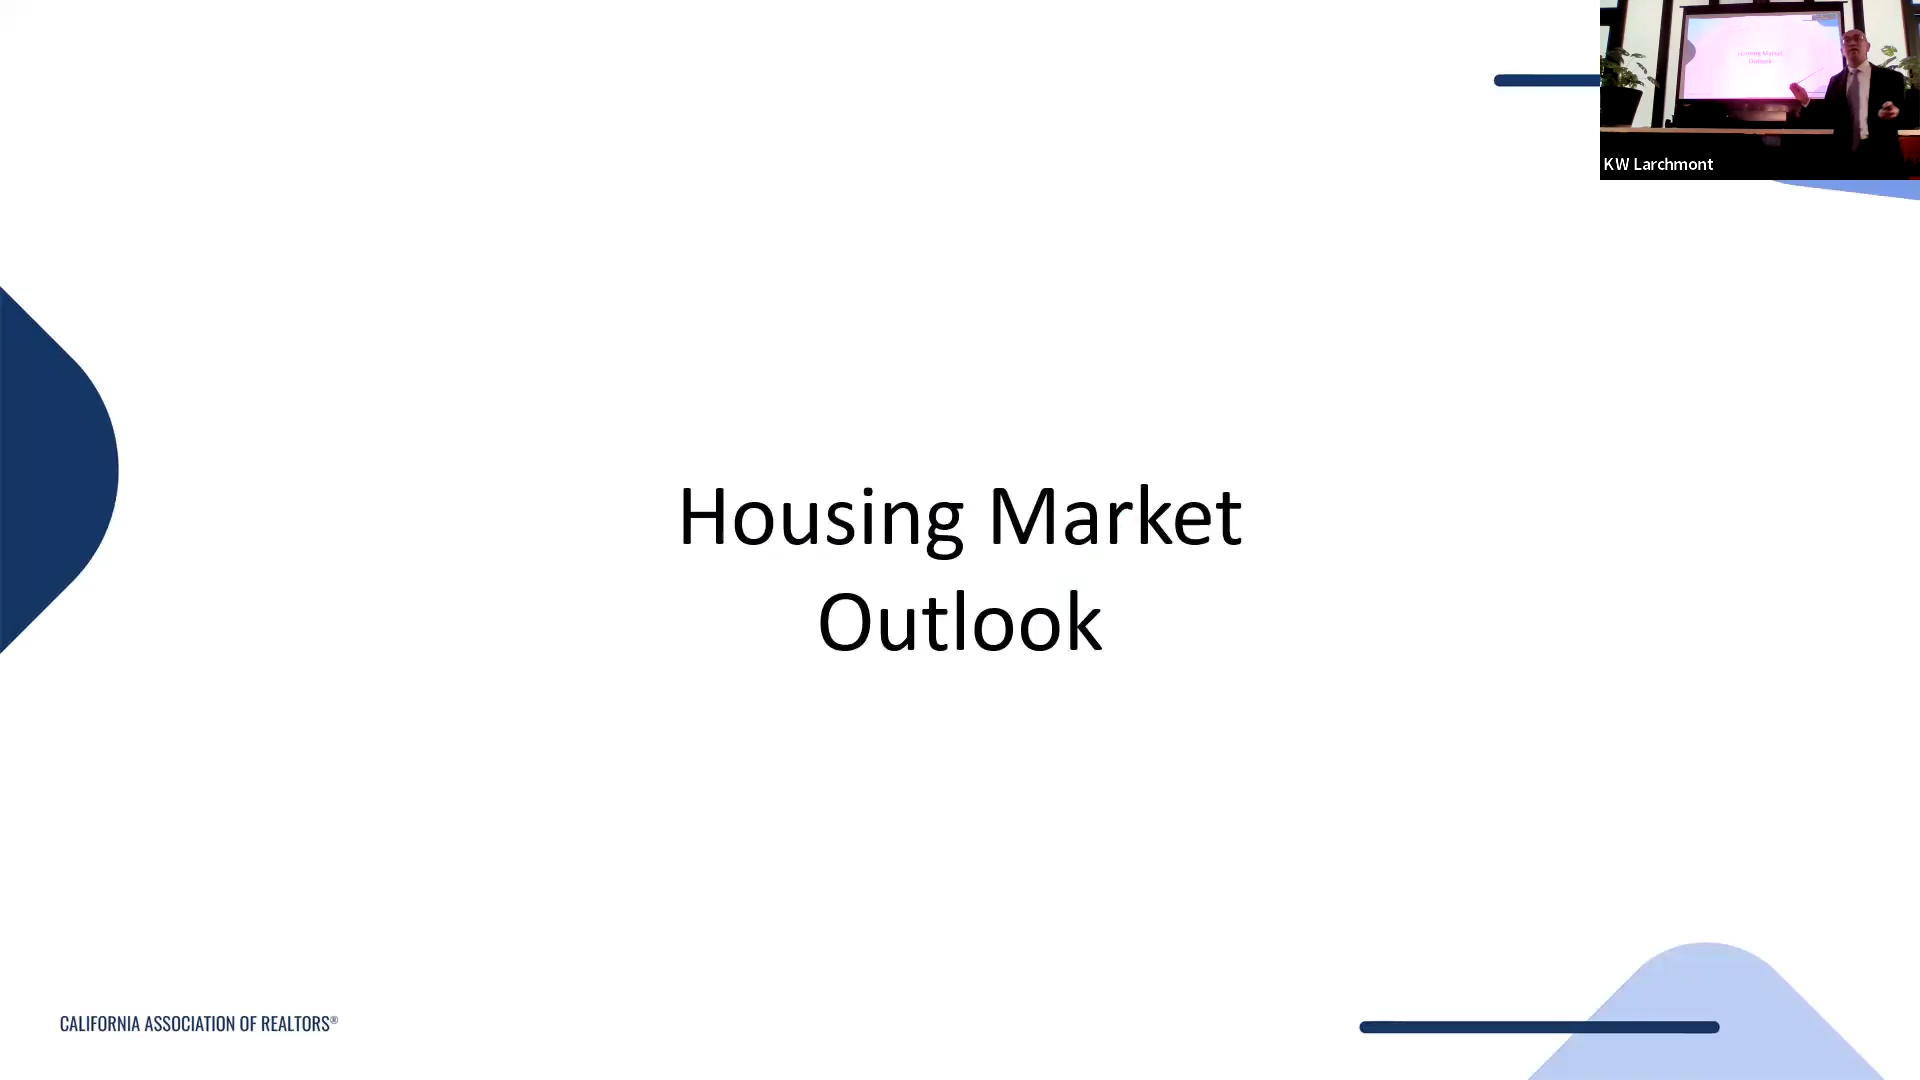 KW Larchmont
Housing Market
Outlook
CALIFORNIA ASSOCIATION OF REALTORS®